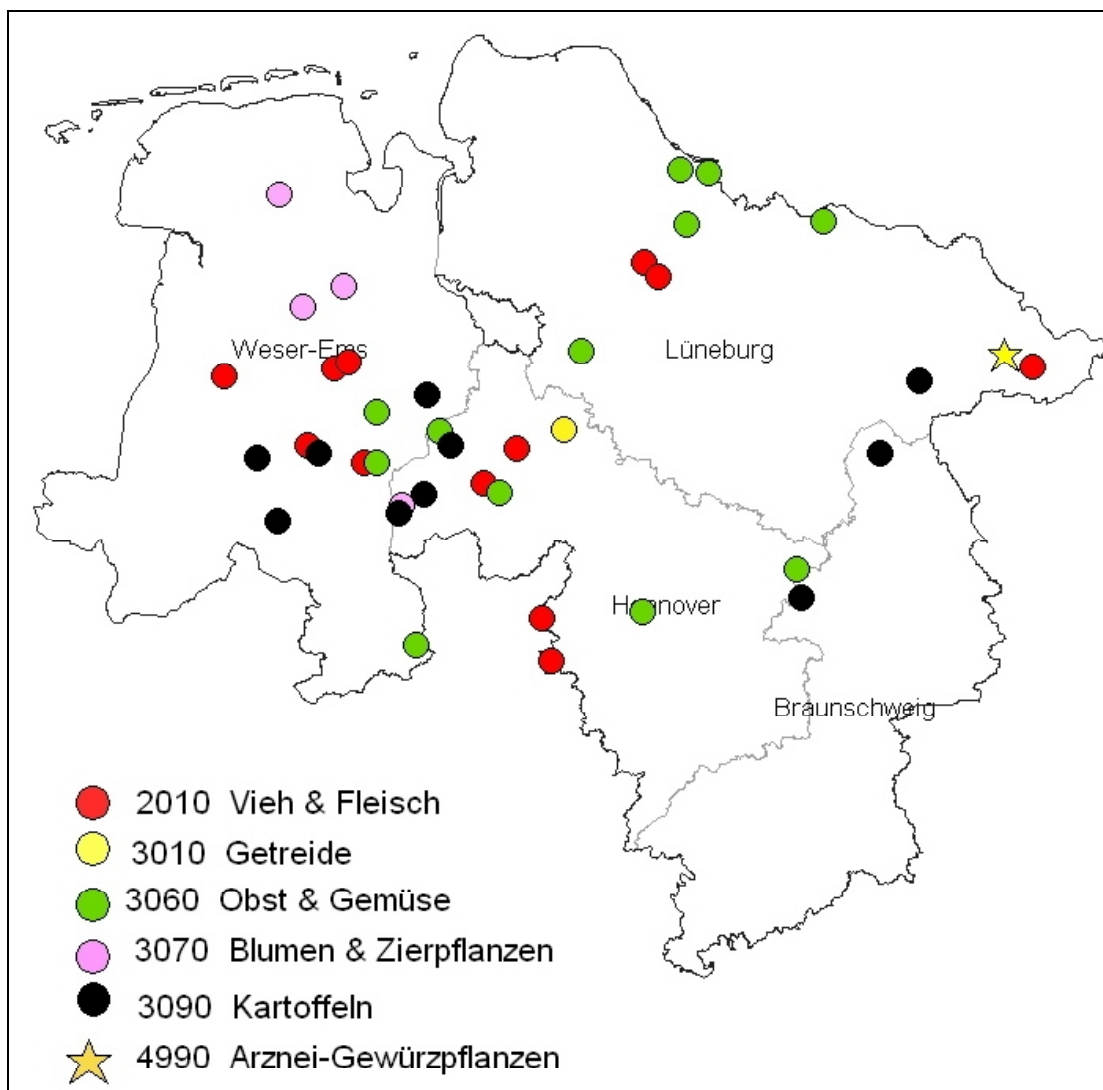 Weser-Ems
Lüneburg
Hannover
Braunschweig
2010 Vieh & Fleisch
3010 Getreide
3060 Obst & Gemüse
3070 Blumen & Zierpflanzen
3090 Kartoffeln
4990 Arznei-Gewürzpflanzen